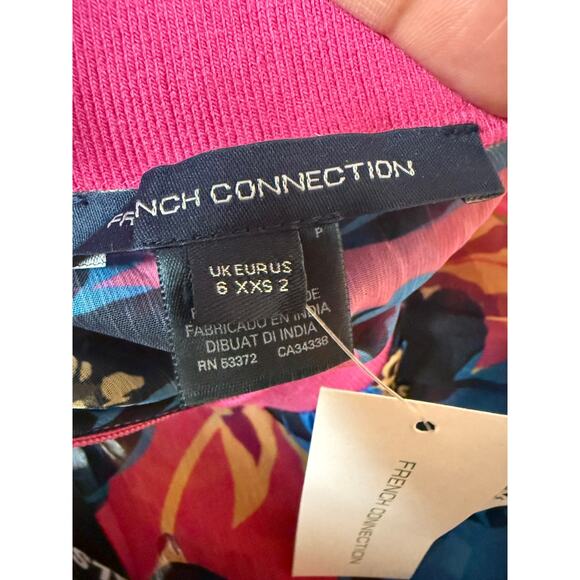 FRENCH CONNECTION
P
UK EUR US
6 XXS 2
DE
FABRICADO EN INDIA
DIBUAT DI INDIA
RN 53372 CA34338
FRENCH CONNECTION